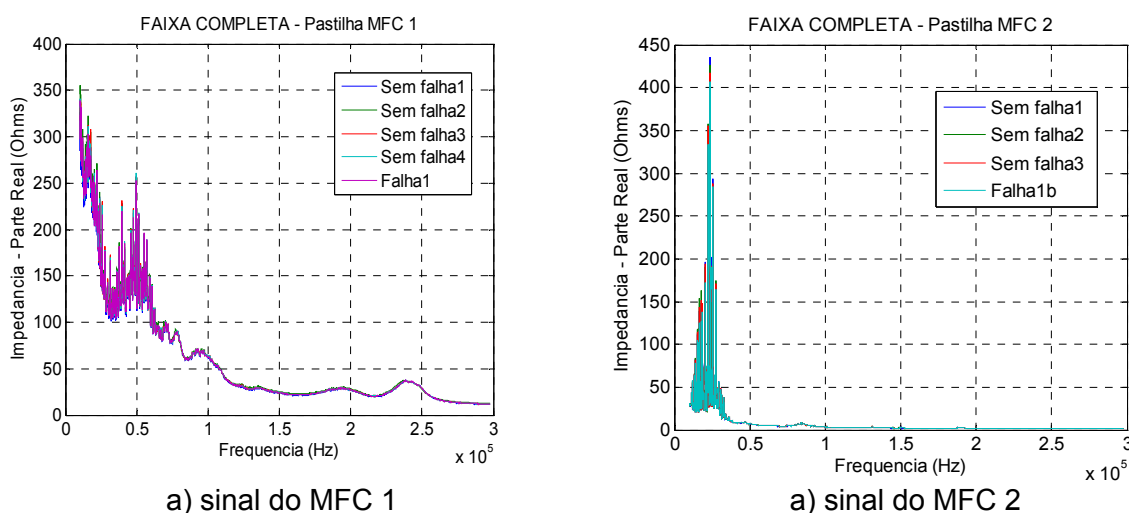 FAIXA COMPLETA - Pastilha MFC 1
Impedancia - Parte Real (Ohms)
400
350
300
250
200
150
100
50
0
Sem falha1
Sem falha2
Sem falha3
Sem falha4
Falha1
0 0.5 1 1.5 2 2.5 3
Frequencia (Hz)
x 10^5
a) sinal do MFC 1
FAIXA COMPLETA - Pastilha MFC 2
Impedancia - Parte Real (Ohms)
450
400
350
300
250
200
150
100
50
0
Sem falha1
Sem falha2
Sem falha3
Falha1b
0 0.5 1 1.5 2 2.5 3
Frequencia (Hz)
x 10^5
a) sinal do MFC 2